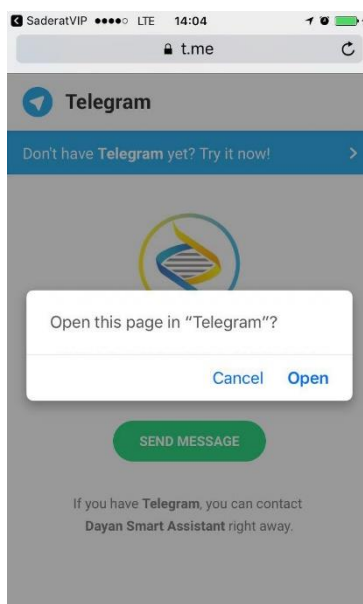 SaderatVIP LTE 14:04
t.me
Telegram
Don't have Telegram yet? Try it now!
Open this page in “Telegram”?
Cancel Open
SEND MESSAGE
If you have Telegram, you can contact
Dayan Smart Assistant right away.